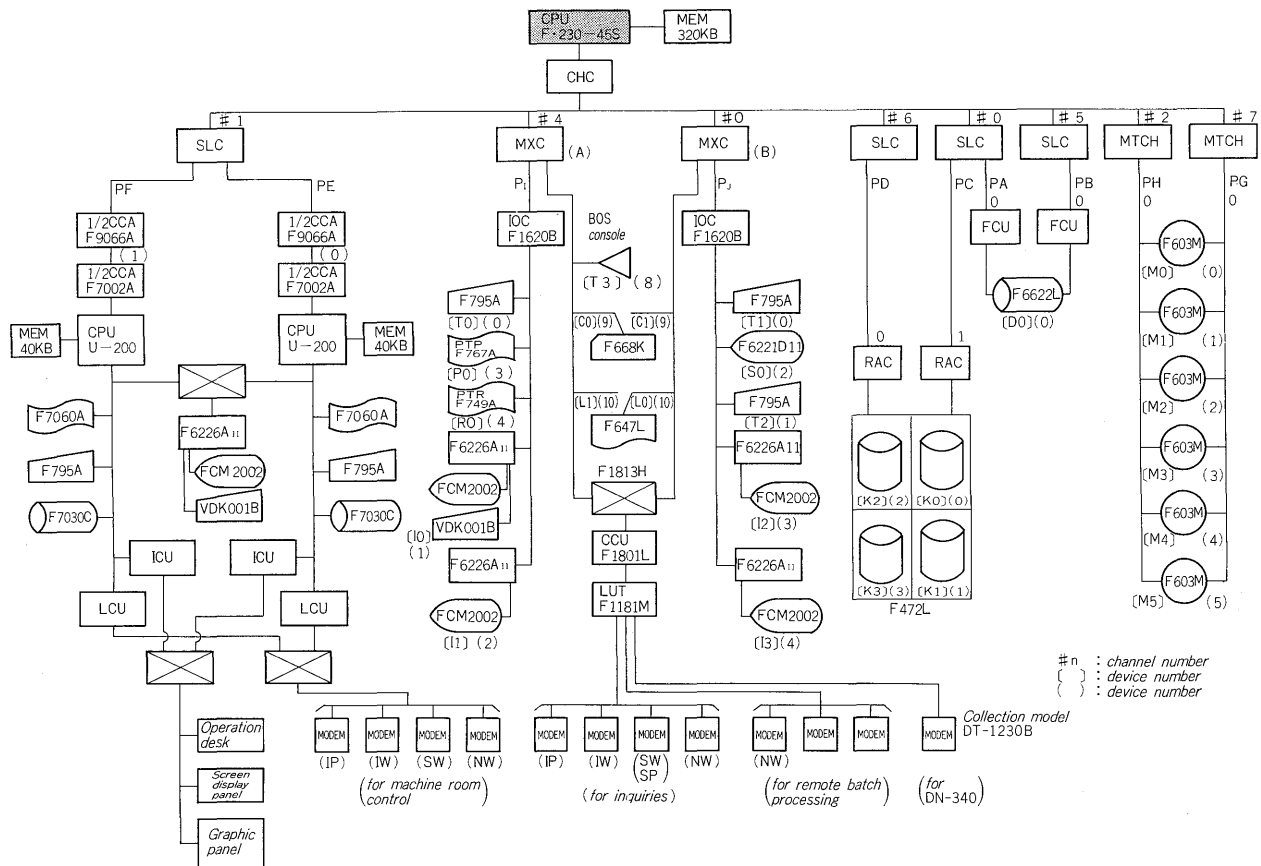 CPU
F-230-45S
MEM
320KB
CHC
#1
#4
#0
#6
#0
#5
#2
#7
SLC
MXC
(A)
MXC
(B)
SLC
SLC
SLC
MTCH
MTCH
PF
PE
PI
PJ
PD
PC
PA
0
PB
0
PH
0
PG
0
1/2CCA
F9066A
(1)
1/2CCA
F7002A
1/2CCA
F9066A
(0)
1/2CCA
F7002A
MEM
40KB
CPU
U-200
CPU
U-200
MEM
40KB
F7060A
F795A
F7030C
F6226A11
FCM2002
VDK001B
F7060A
F795A
F7030C
ICU
ICU
LCU
LCU
Operation
desk
Screen
display
panel
Graphic
panel
IOC
F1620B
F795A
[T0](0)
PTP
F767A
[P0](3)
PTR
F749A
[R0](4)
F6226A11
FCM2002
VDK001B
[I0]
(1)
F6226A11
FCM2002
[I1](2)
BOS
console
[T3](8)
[C0](9)
[C1](9)
F668K
[L1](10)
[L0](10)
F647L
F1813H
CCU
F1801L
LUT
F1181M
IOC
F1620B
F795A
[T1](0)
F6221D11
[S0](2)
F795A
[T2](1)
F6226A11
FCM2002
[I2](3)
F6226A11
FCM2002
[I3](4)
0
1
RAC
RAC
[K2](2)
[K0](0)
[K3](3)
[K1](1)
F472L
FCU
FCU
F6622L
[D0](0)
F603M
[M0]
(0)
F603M
[M1]
(1)
F603M
[M2]
(2)
F603M
[M3]
(3)
F603M
[M4]
(4)
F603M
[M5]
(5)
#n : channel number
[ ] : device number
( ) : device number
MODEM
MODEM
MODEM
MODEM
(IP)
(IW)
(SW)
(NW)
(for machine room
control)
MODEM
MODEM
MODEM
MODEM
(IP)
(IW)
(SW
SP)
(NW)
(for inquiries)
MODEM
MODEM
MODEM
(NW)
(for remote batch
processing)
MODEM
Collection model
DT-1230B
(for
DN-340)